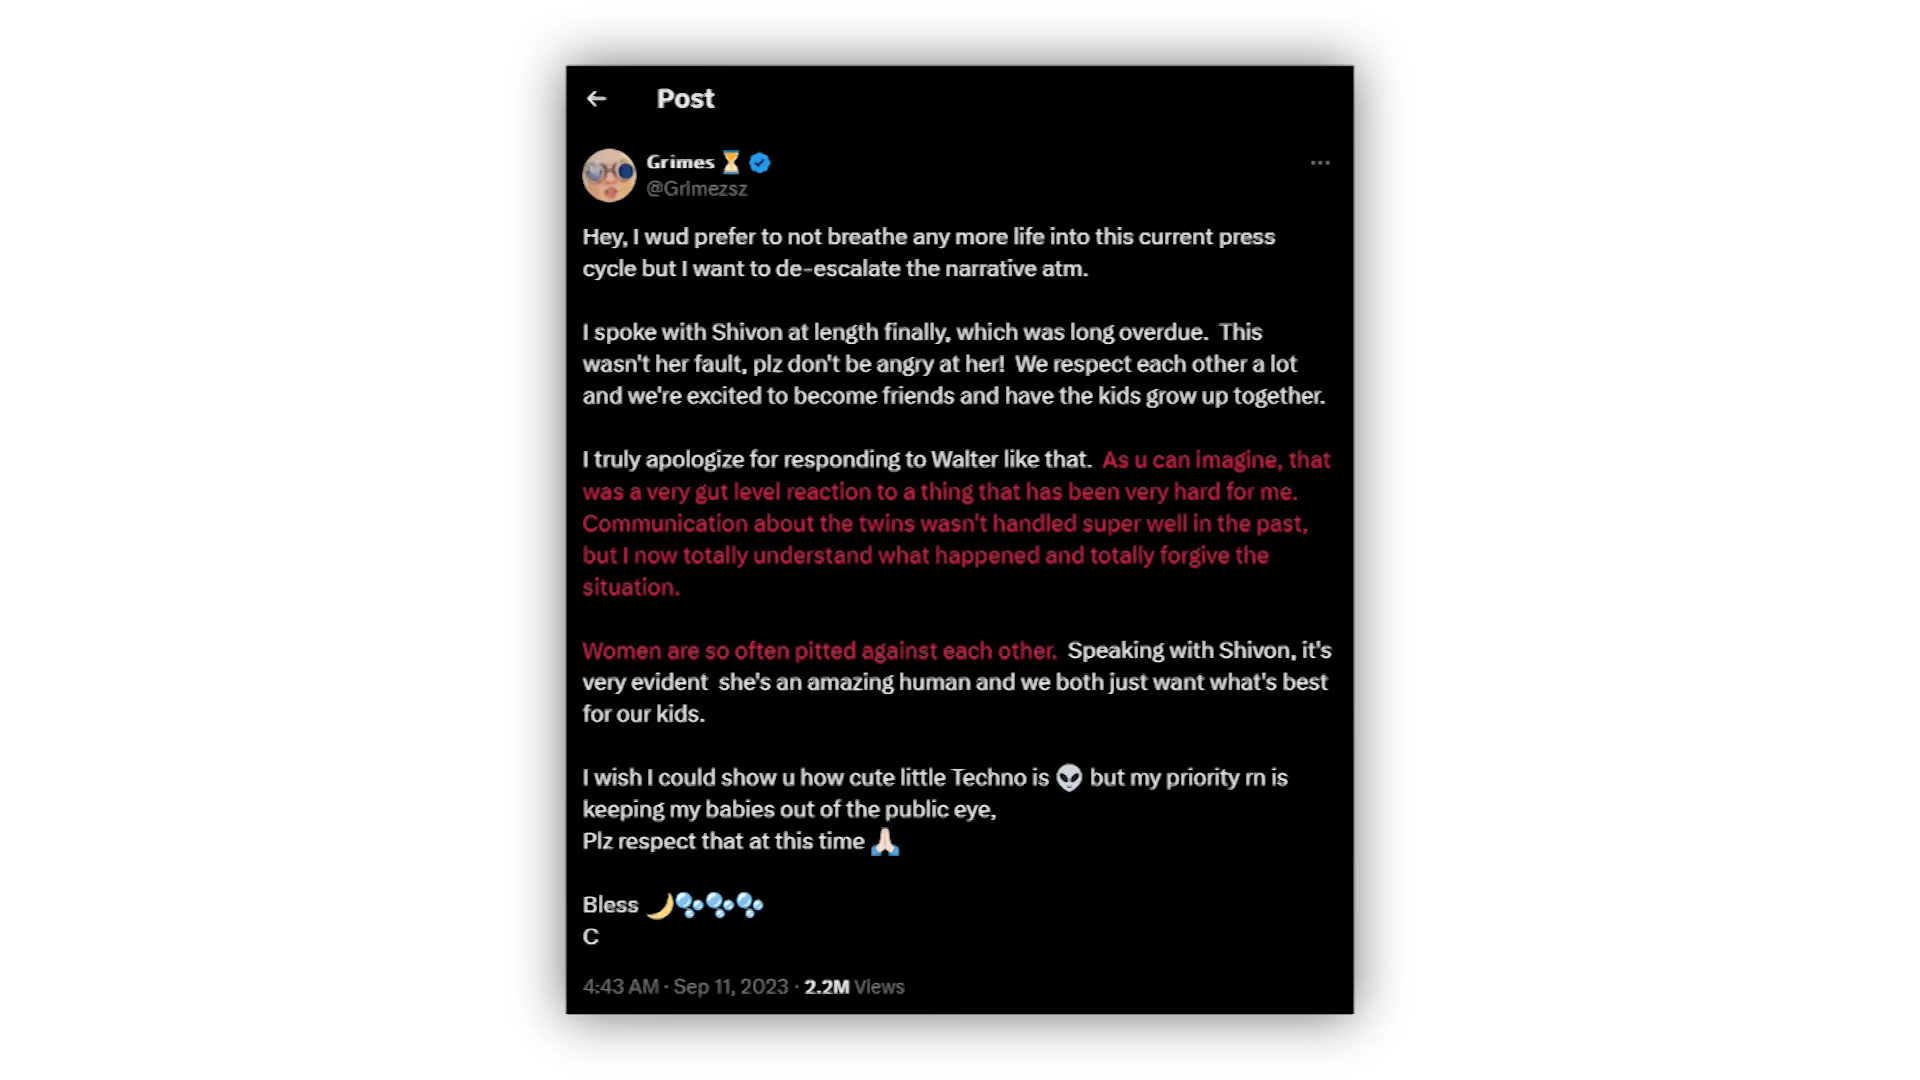 ← Post
Grimes ⏳
@Grimezsz
...
Hey, I wud prefer to not breathe any more life into this current press
cycle but I want to de-escalate the narrative atm.
I spoke with Shivon at length finally, which was long overdue.  This
wasn't her fault, plz don't be angry at her!  We respect each other a lot
and we're excited to become friends and have the kids grow up together.
I truly apologize for responding to Walter like that.  As u can imagine, that
was a very gut level reaction to a thing that has been very hard for me.
Communication about the twins wasn't handled super well in the past,
but I now totally understand what happened and totally forgive the
situation.
Women are so often pitted against each other.  Speaking with Shivon, it's
very evident  she's an amazing human and we both just want what's best
for our kids.
I wish I could show u how cute little Techno is 👽 but my priority rn is
keeping my babies out of the public eye,
Plz respect that at this time 🙏🏻
Bless 🌙🫧🫧🫧
C
4:43 AM · Sep 11, 2023 · 2.2M Views